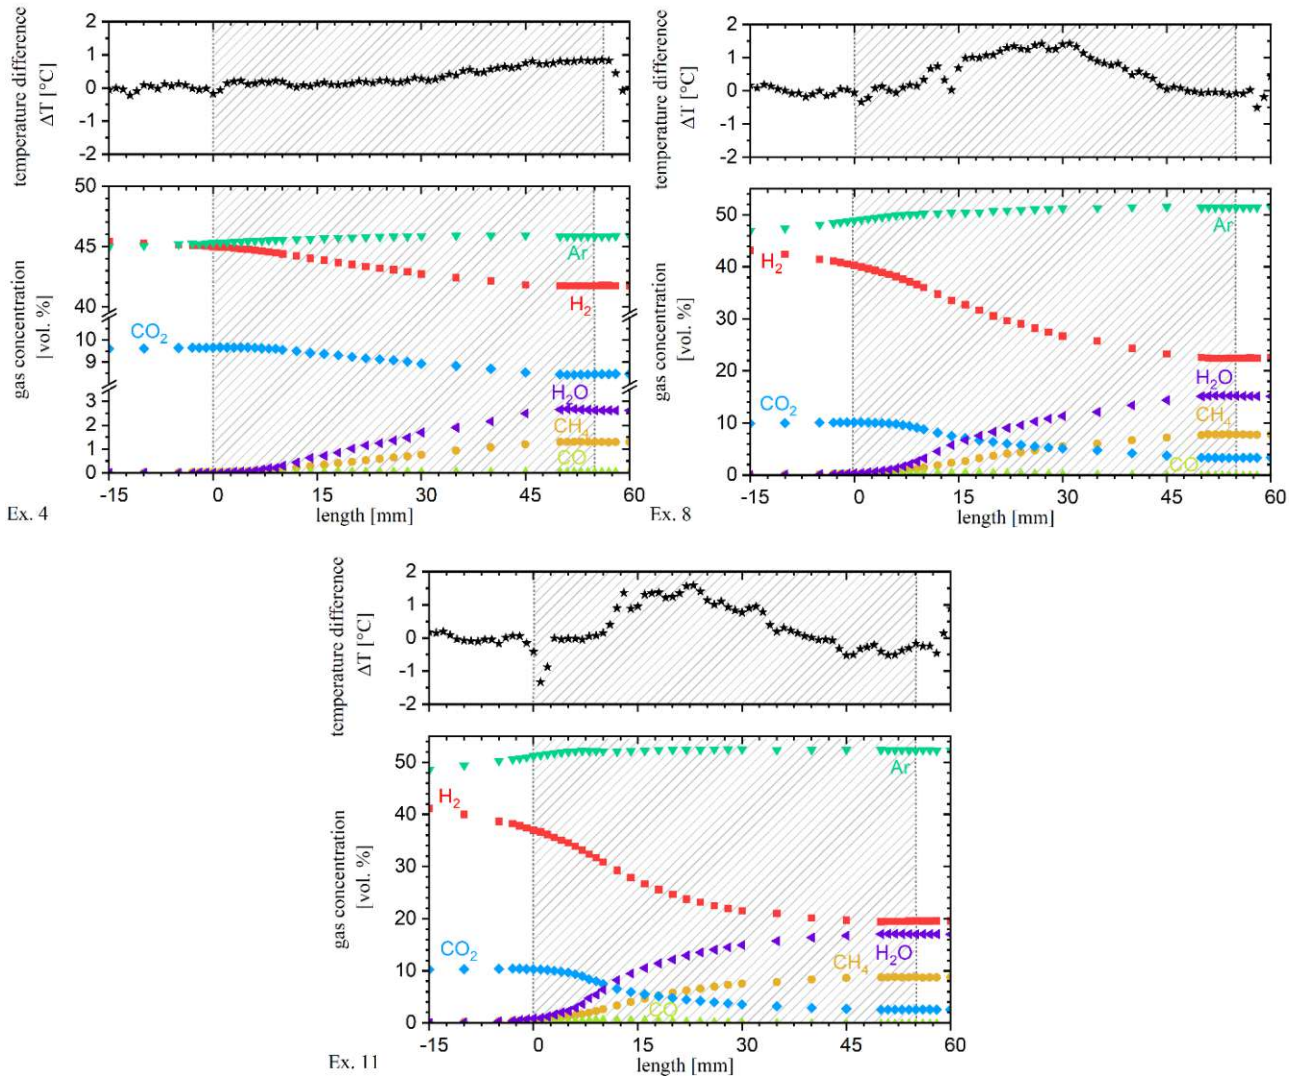 temperature difference
ΔT [°C]
2
1
0
-1
-2
50
45
40
10
9
3
2
1
0
gas concentration
[vol. %]
Ar
H₂
CO₂
H₂O
CH₄
CO
-15 0 15 30 45 60
length [mm]
Ex. 4
temperature difference
ΔT [°C]
2
1
0
-1
-2
50
40
30
20
10
0
gas concentration
[vol. %]
Ar
H₂
H₂O
CO₂
CH₄
CO
-15 0 15 30 45 60
length [mm]
Ex. 8
temperature difference
ΔT [°C]
2
1
0
-1
-2
50
40
30
20
10
0
gas concentration
[vol. %]
Ar
H₂
CO₂
H₂O
CH₄
CO
-15 0 15 30 45 60
length [mm]
Ex. 11